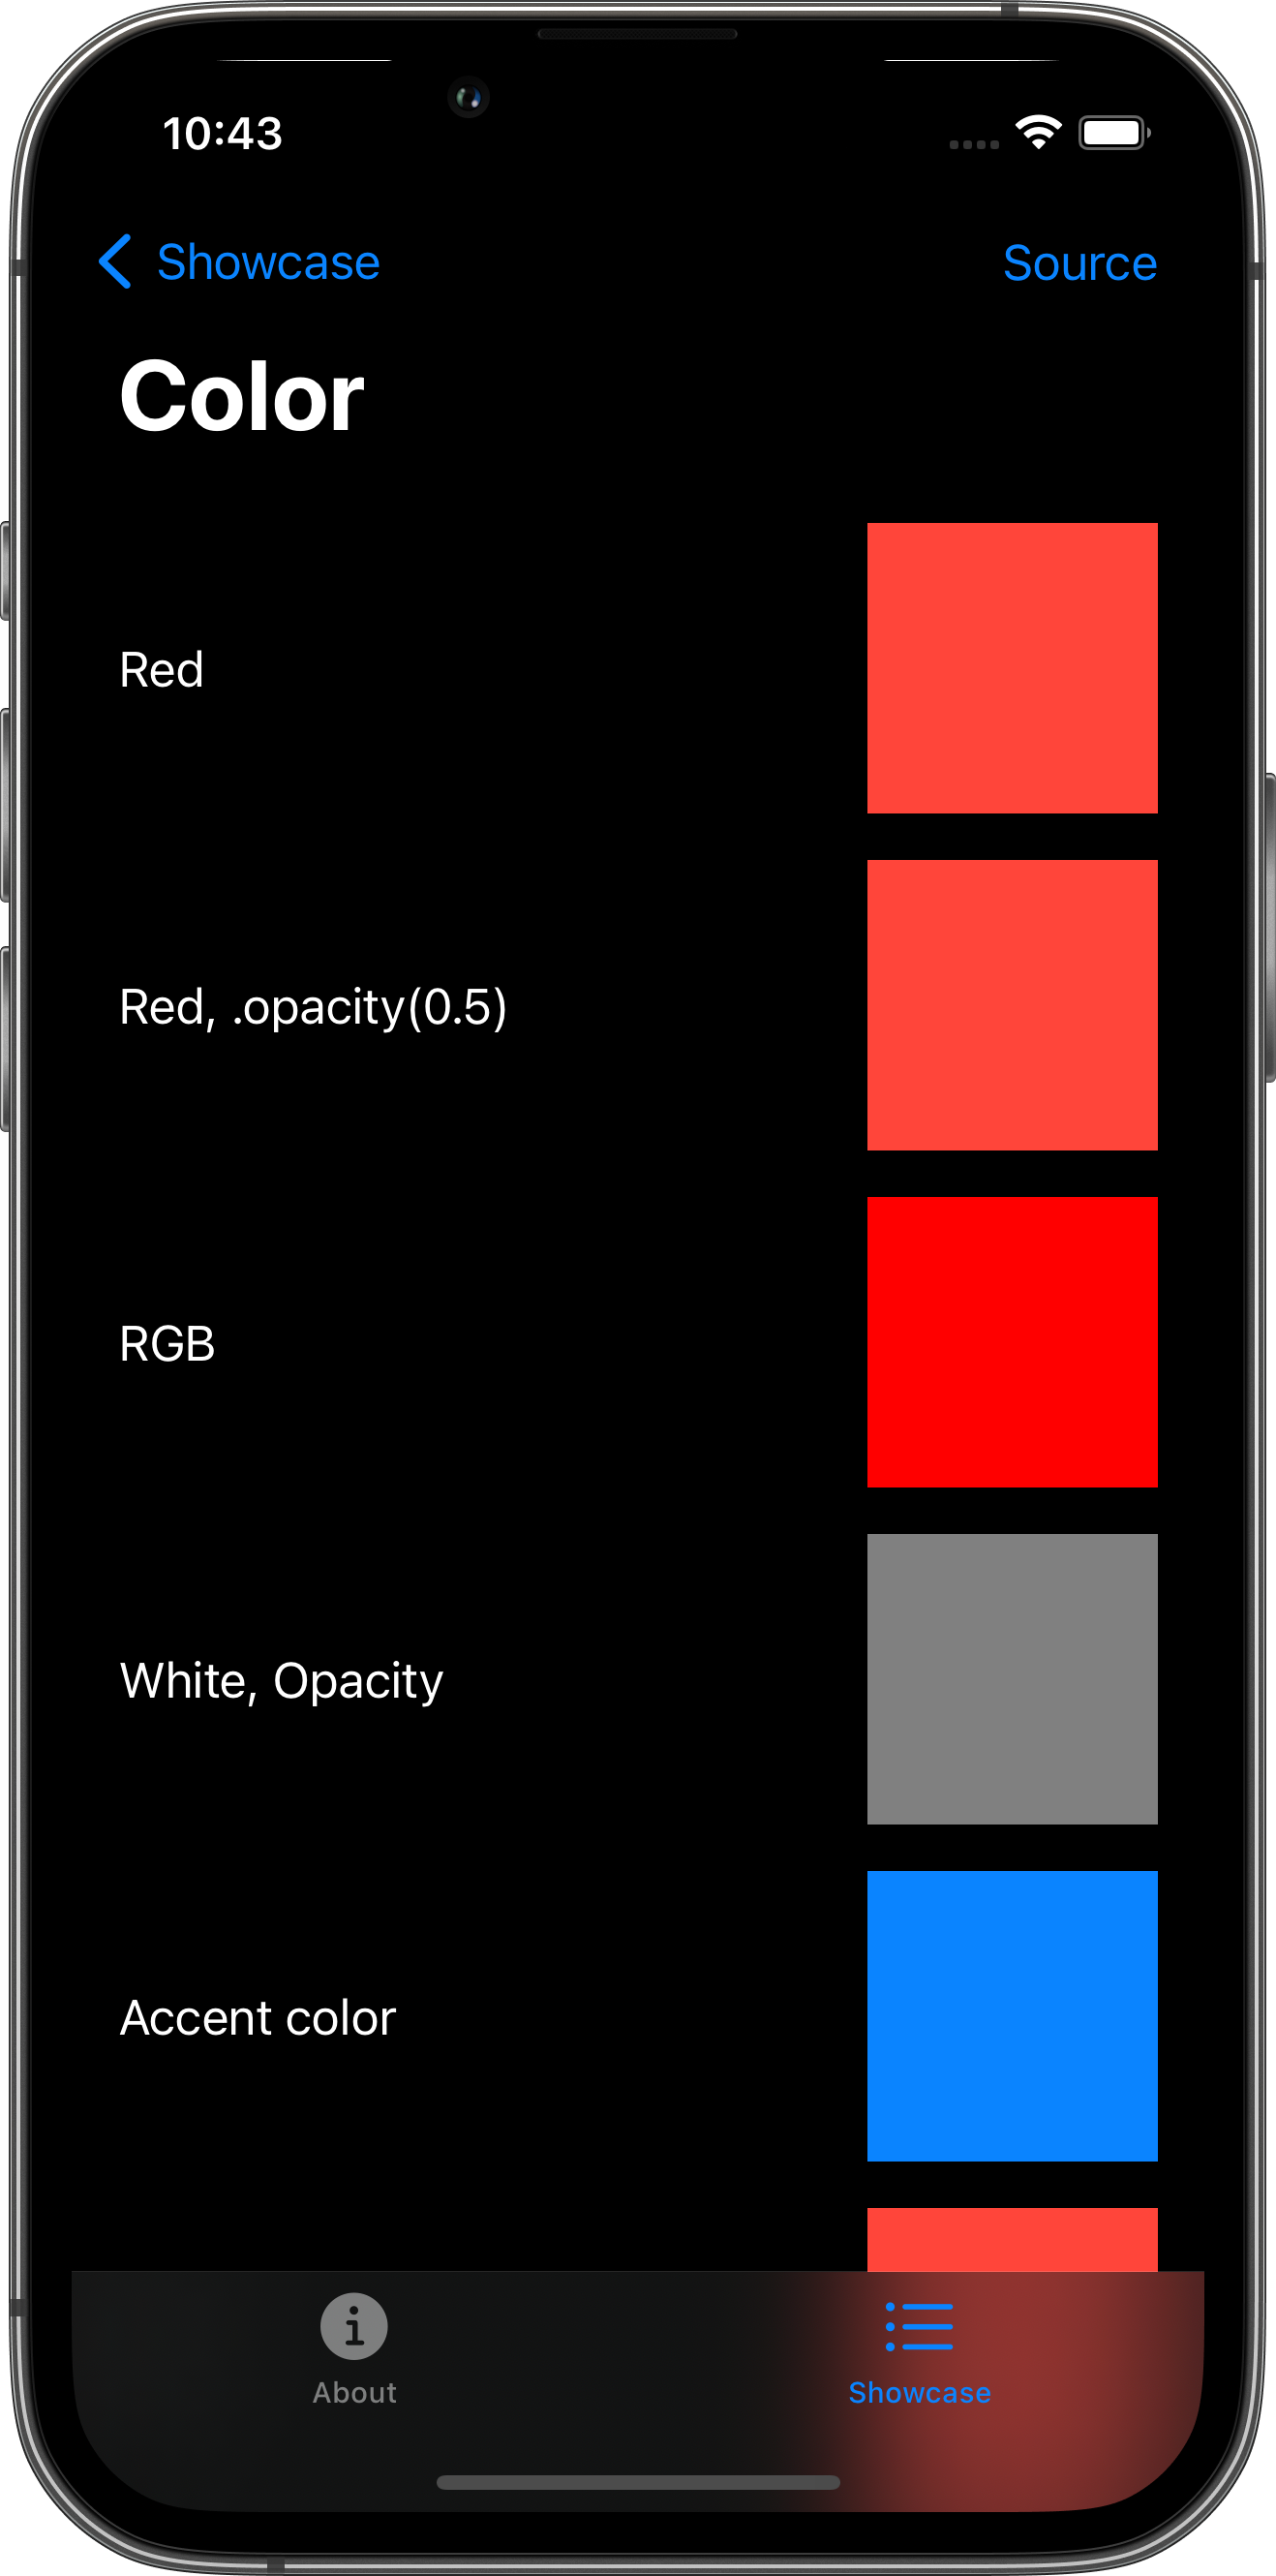 10:43
Showcase
Source
Color
Red
Red, .opacity(0.5)
RGB
White, Opacity
Accent color
About
Showcase